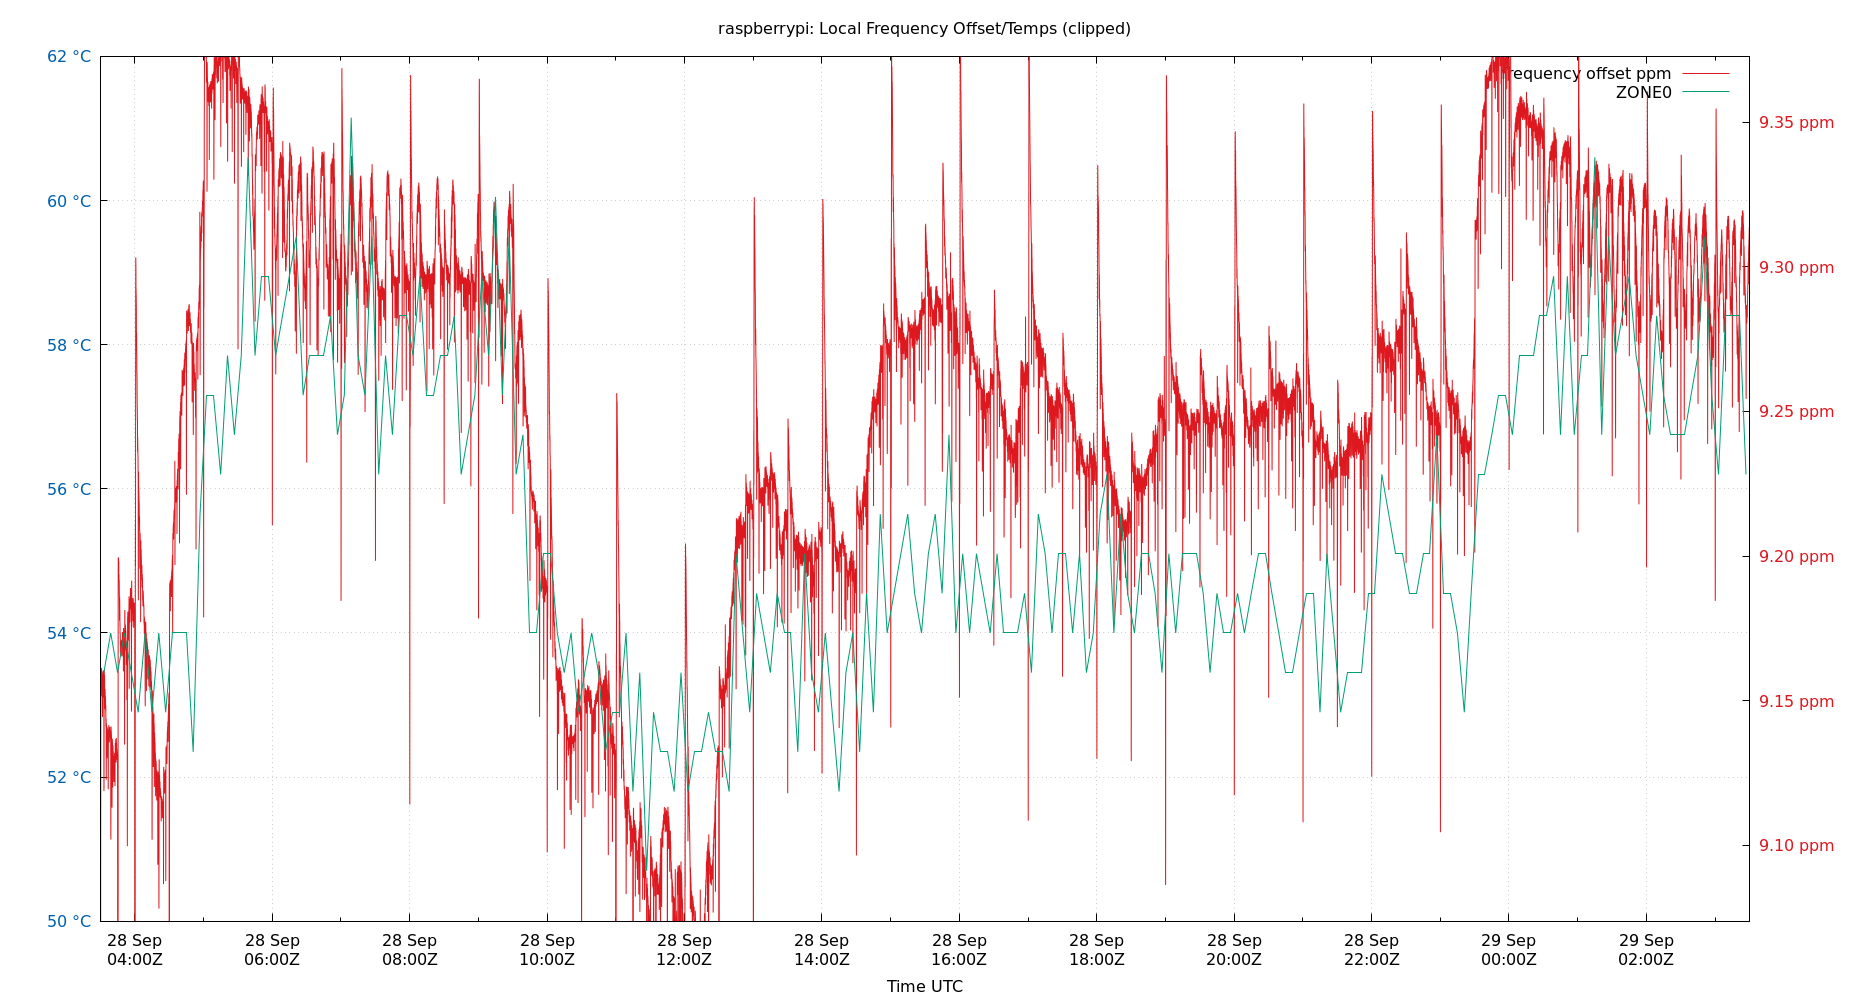 raspberrypi: Local Frequency Offset/Temps (clipped)
62 °C
60 °C
58 °C
56 °C
54 °C
52 °C
50 °C
requency offset ppm
ZONE0
9.35 ppm
9.30 ppm
9.25 ppm
9.20 ppm
9.15 ppm
9.10 ppm
28 Sep 28 Sep 28 Sep 28 Sep 28 Sep 28 Sep 28 Sep 28 Sep 28 Sep 28 Sep 29 Sep 29 Sep
04:00Z 06:00Z 08:00Z 10:00Z 12:00Z 14:00Z 16:00Z 18:00Z 20:00Z 22:00Z 00:00Z 02:00Z
Time UTC